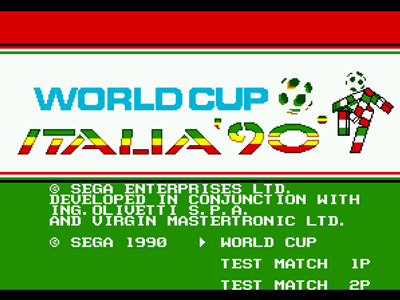 WORLD CUP
ITALIA '90
© SEGA ENTERPRISES LTD.
DEVELOPED IN CONJUNCTION WITH
ING. OLIVETTI S.P.A.
AND VIRGIN MASTERTRONIC LTD.
© SEGA 1990
WORLD CUP
TEST MATCH 1P
TEST MATCH 2P